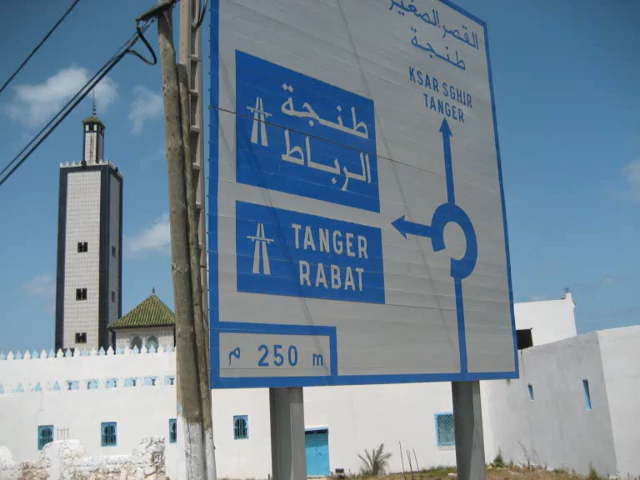 القصر الصغير
طنجة
KSAR SGHIR
TANGER
طنجة
الرباط
TANGER
RABAT
250 m م